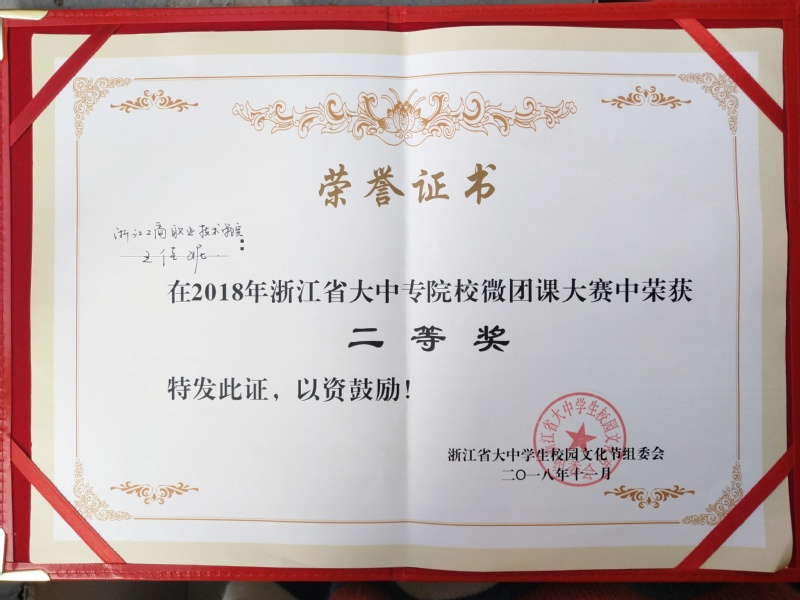 荣誉证书
浙江工商职业技术学院:
王佳妮
在2018年浙江省大中专院校微团课大赛中荣获
二等奖
特发此证，以资鼓励！
浙江省大中学生校园文化节组委会
二〇一八年十一月